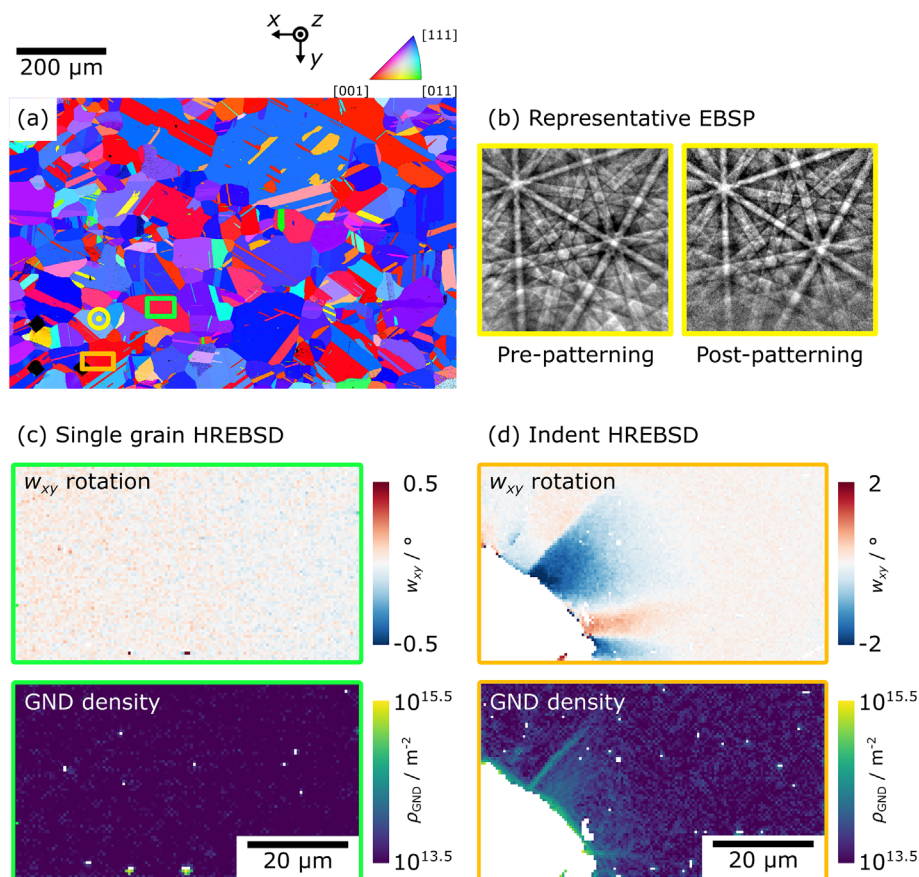 x z
y
[111]
200 μm
[001] [011]
(a)
(b) Representative EBSP
Pre-patterning Post-patterning
(c) Single grain HREBSD
(d) Indent HREBSD
w_xy rotation
0.5
w_xy / °
-0.5
w_xy rotation
2
w_xy / °
-2
GND density
10^15.5
ρ_GND / m^-2
10^13.5
20 μm
GND density
10^15.5
ρ_GND / m^-2
10^13.5
20 μm